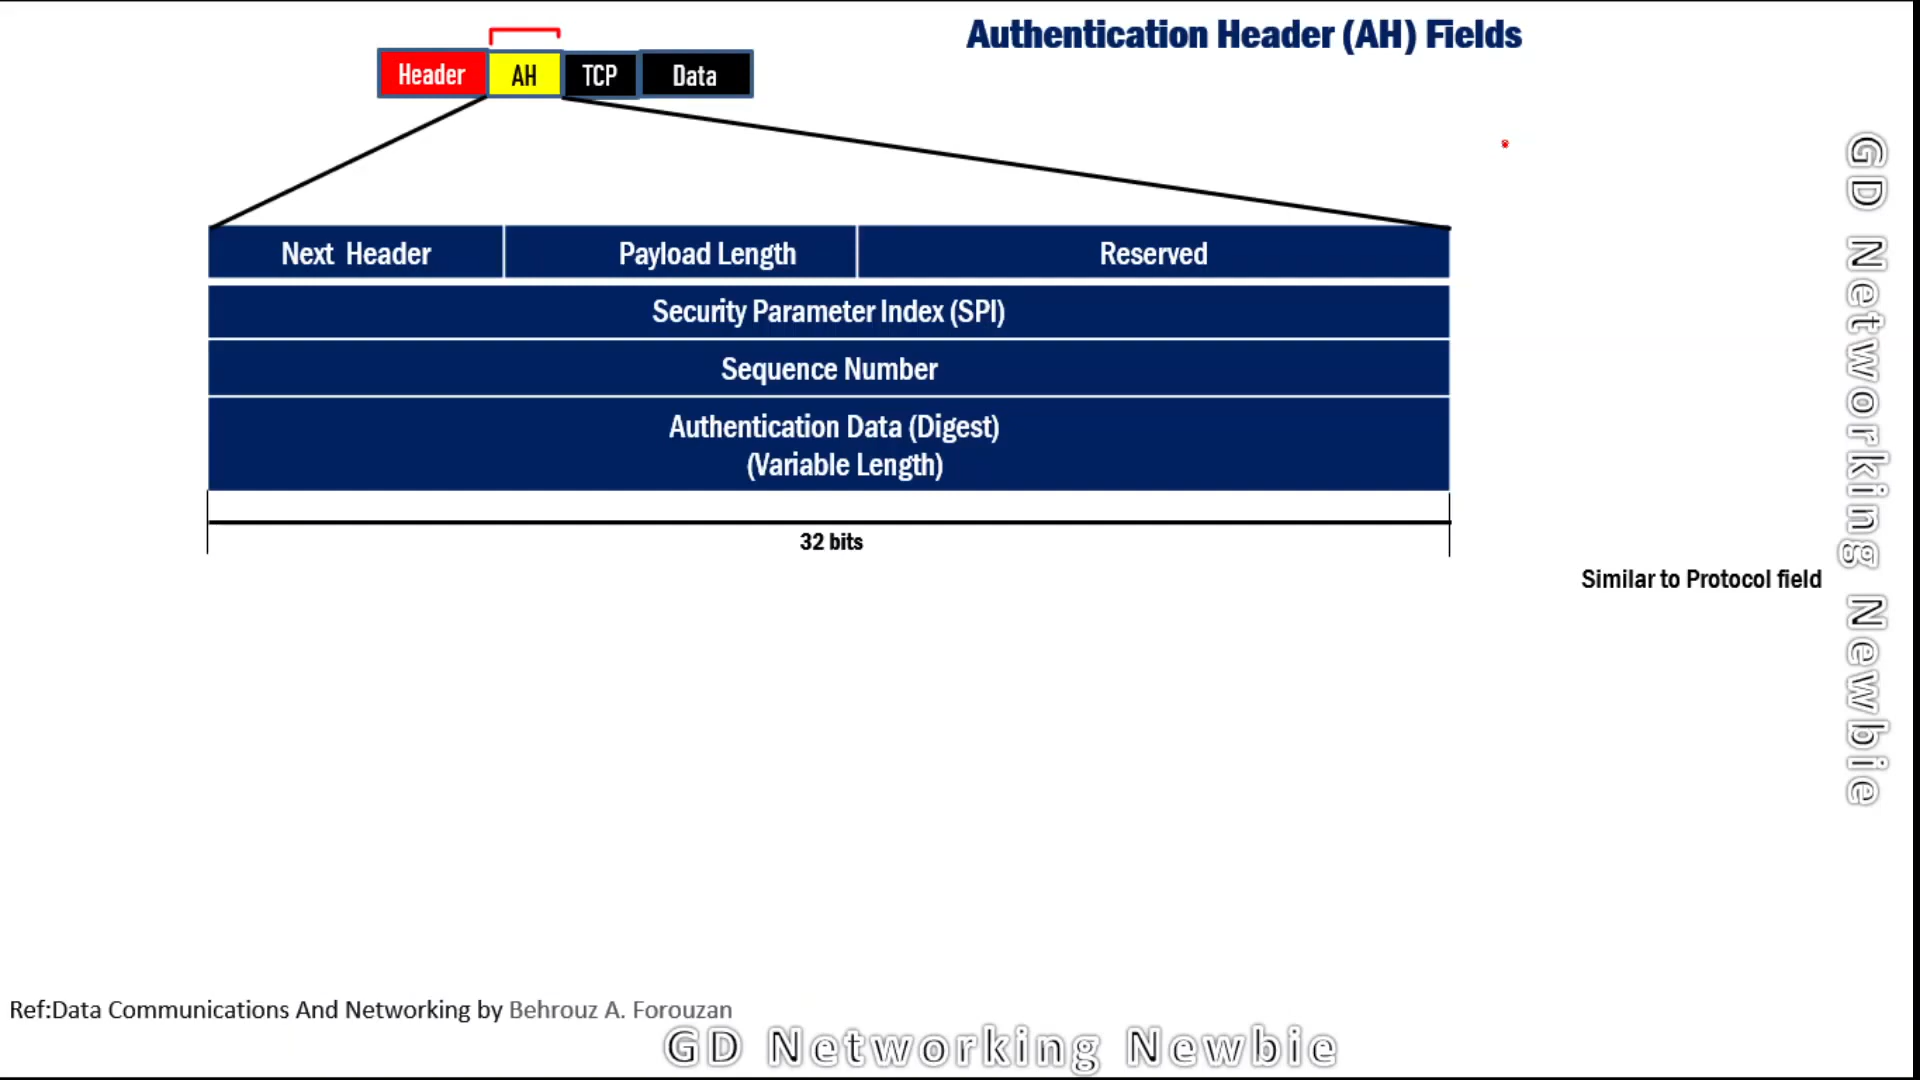 Authentication Header (AH) Fields
Header AH TCP Data
Next Header Payload Length Reserved
Security Parameter Index (SPI)
Sequence Number
Authentication Data (Digest)
(Variable Length)
32 bits
Similar to Protocol field
GD Networking Newbie
Ref:Data Communications And Networking by Behrouz A. Forouzan
GD Networking Newbie